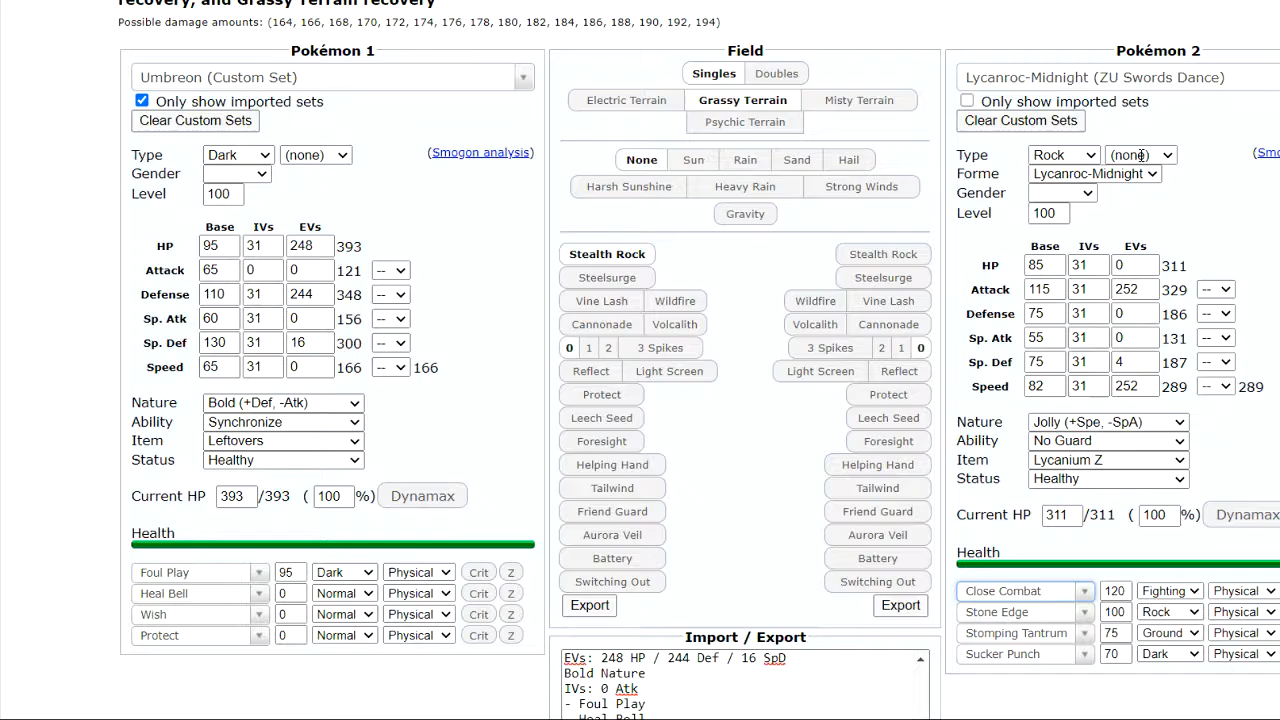 recovery, and Grassy Terrain recovery
Possible damage amounts: (164, 166, 168, 170, 172, 174, 176, 178, 180, 182, 184, 186, 188, 190, 192, 194)
Pokémon 1
Umbreon (Custom Set)
Only show imported sets
Clear Custom Sets
Type Dark (none) (Smogon analysis)
Gender
Level 100
Base IVs EVs
HP 95 31 248 393
Attack 65 0 0 121 --
Defense 110 31 244 348 --
Sp. Atk 60 31 0 156 --
Sp. Def 130 31 16 300 --
Speed 65 31 0 166 -- 166
Nature Bold (+Def, -Atk)
Ability Synchronize
Item Leftovers
Status Healthy
Current HP 393 /393 ( 100 %) Dynamax
Health
Foul Play 95 Dark Physical Crit Z
Heal Bell 0 Normal Physical Crit Z
Wish 0 Normal Physical Crit Z
Protect 0 Normal Physical Crit Z
Field
Singles Doubles
Electric Terrain Grassy Terrain Misty Terrain
Psychic Terrain
None Sun Rain Sand Hail
Harsh Sunshine Heavy Rain Strong Winds
Gravity
Stealth Rock Stealth Rock
Steelsurge Steelsurge
Vine Lash Wildfire Wildfire Vine Lash
Cannonade Volcalith Volcalith Cannonade
0 1 2 3 Spikes 3 Spikes 2 1 0
Reflect Light Screen Light Screen Reflect
Protect Protect
Leech Seed Leech Seed
Foresight Foresight
Helping Hand Helping Hand
Tailwind Tailwind
Friend Guard Friend Guard
Aurora Veil Aurora Veil
Battery Battery
Switching Out Switching Out
Export Export
Import / Export
EVs: 248 HP / 244 Def / 16 SpD
Bold Nature
IVs: 0 Atk
- Foul Play
- Heal Bell
Pokémon 2
Lycanroc-Midnight (ZU Swords Dance)
Only show imported sets
Clear Custom Sets
Type Rock (none) (Smo
Forme Lycanroc-Midnight
Gender
Level 100
Base IVs EVs
HP 85 31 0 311
Attack 115 31 252 329 --
Defense 75 31 0 186 --
Sp. Atk 55 31 0 131 --
Sp. Def 75 31 4 187 --
Speed 82 31 252 289 -- 289
Nature Jolly (+Spe, -SpA)
Ability No Guard
Item Lycanium Z
Status Healthy
Current HP 311 /311 ( 100 %) Dynamax
Health
Close Combat 120 Fighting Physical
Stone Edge 100 Rock Physical
Stomping Tantrum 75 Ground Physical
Sucker Punch 70 Dark Physical